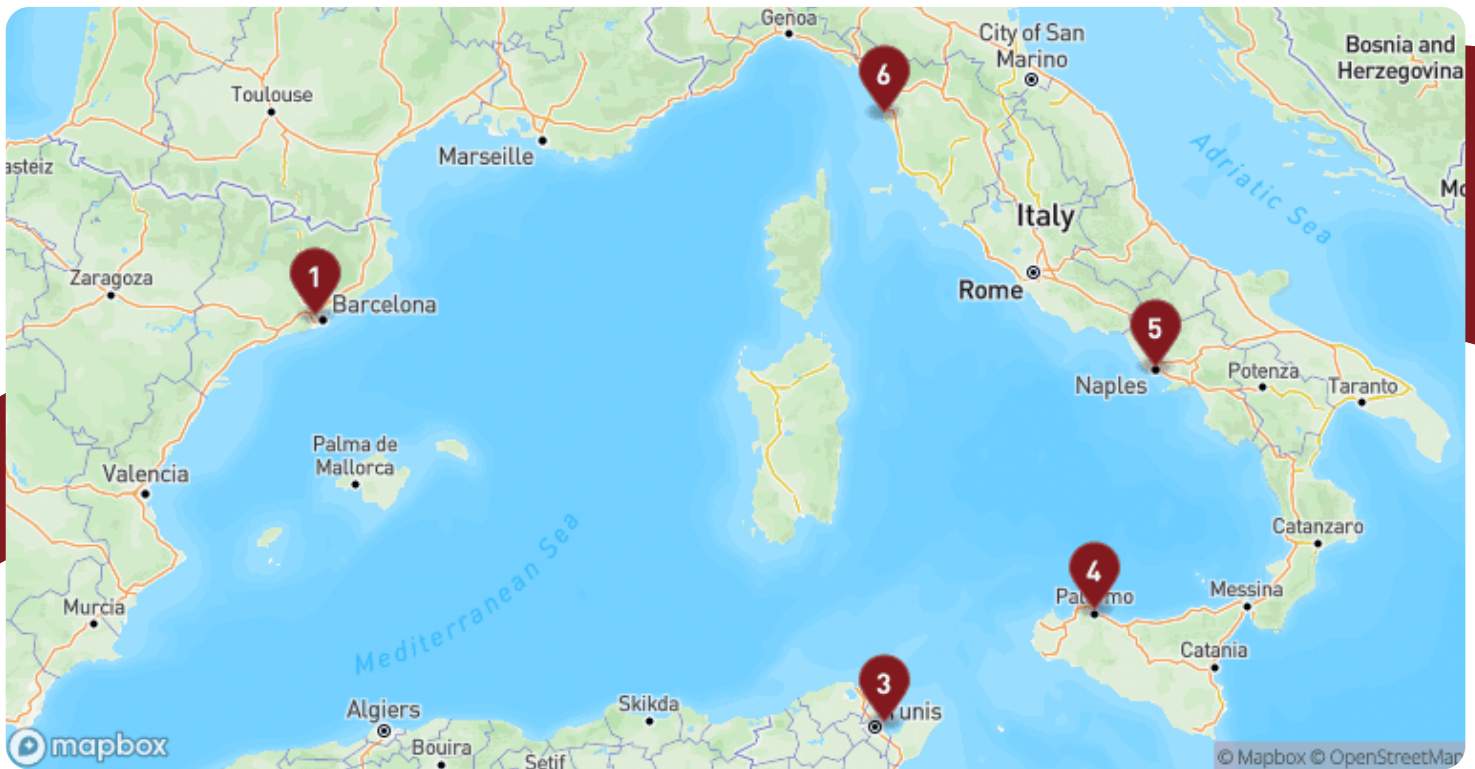 Genoa
City of San
Marino
Bosnia and
Herzegovina
6
Toulouse
Marseille
asteiz
Adriatic Sea
Mo
Italy
1
Zaragoza
Barcelona
Rome
5
Naples
Potenza
Taranto
Palma de
Mallorca
Valencia
Catanzaro
Mediterranean Sea
4
Murcia
Messina
Catania
3
Tunis
Skikda
Algiers
Bouira
Setif
mapbox
© Mapbox © OpenStreetMap